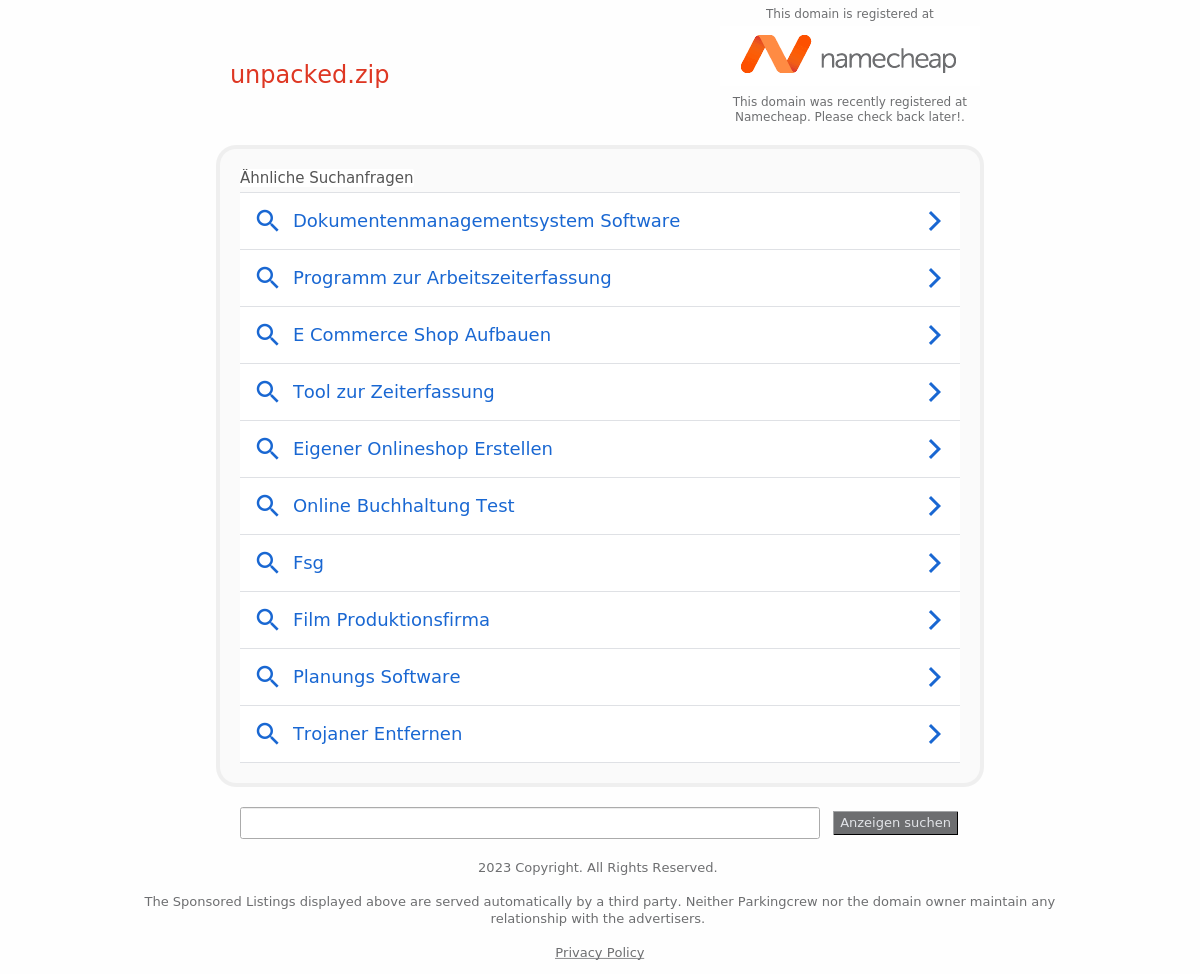 This domain is registered at
namecheap
unpacked.zip
This domain was recently registered at
Namecheap. Please check back later!.
Ähnliche Suchanfragen
Dokumentenmanagementsystem Software
Programm zur Arbeitszeiterfassung
E Commerce Shop Aufbauen
Tool zur Zeiterfassung
Eigener Onlineshop Erstellen
Online Buchhaltung Test
Fsg
Film Produktionsfirma
Planungs Software
Trojaner Entfernen
Anzeigen suchen
2023 Copyright. All Rights Reserved.
The Sponsored Listings displayed above are served automatically by a third party. Neither Parkingcrew nor the domain owner maintain any
relationship with the advertisers.
Privacy Policy